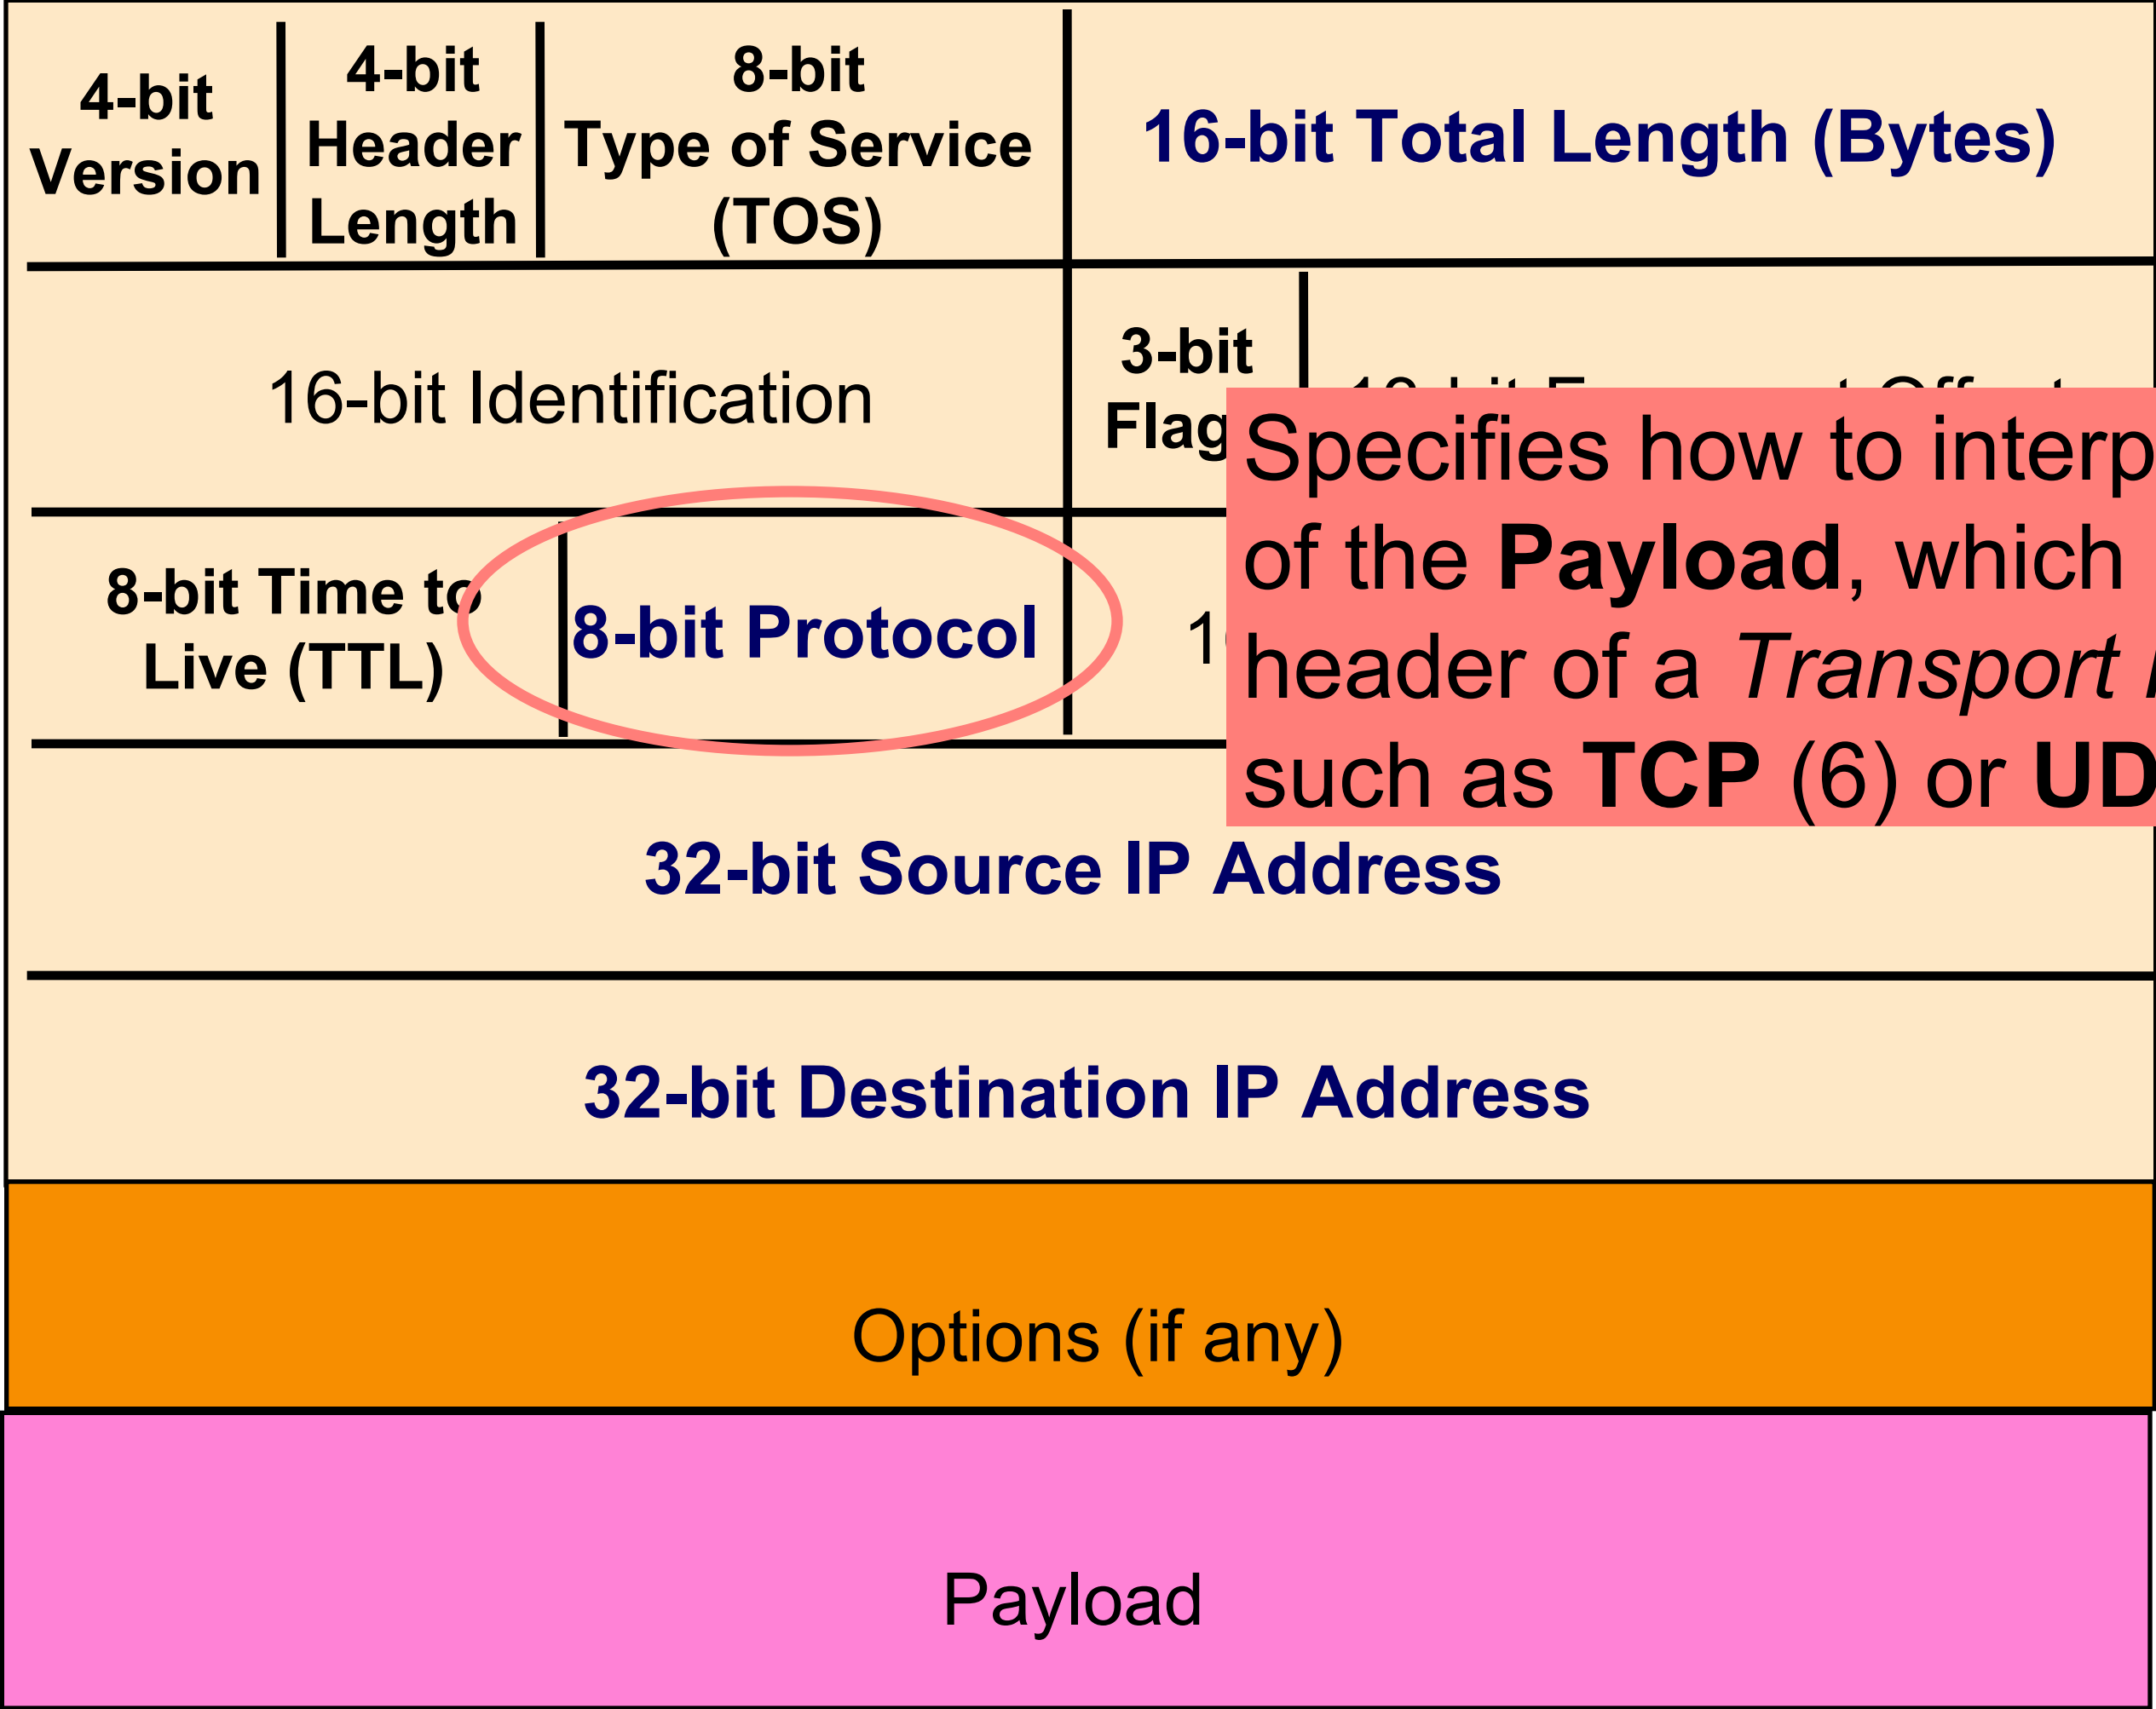 4-bit
Version
4-bit
Header
Length
8-bit
Type of Service
(TOS)
16-bit Total Length (Bytes)
16-bit Identification
3-bit
Specifies how to
of the Payload, which
header of a Transport
such as TCP (6) or
8-bit Time to
Live (TTL)
8-bit Protocol
32-bit Source IP Address
32-bit Destination IP Address
Options (if any)
Payload